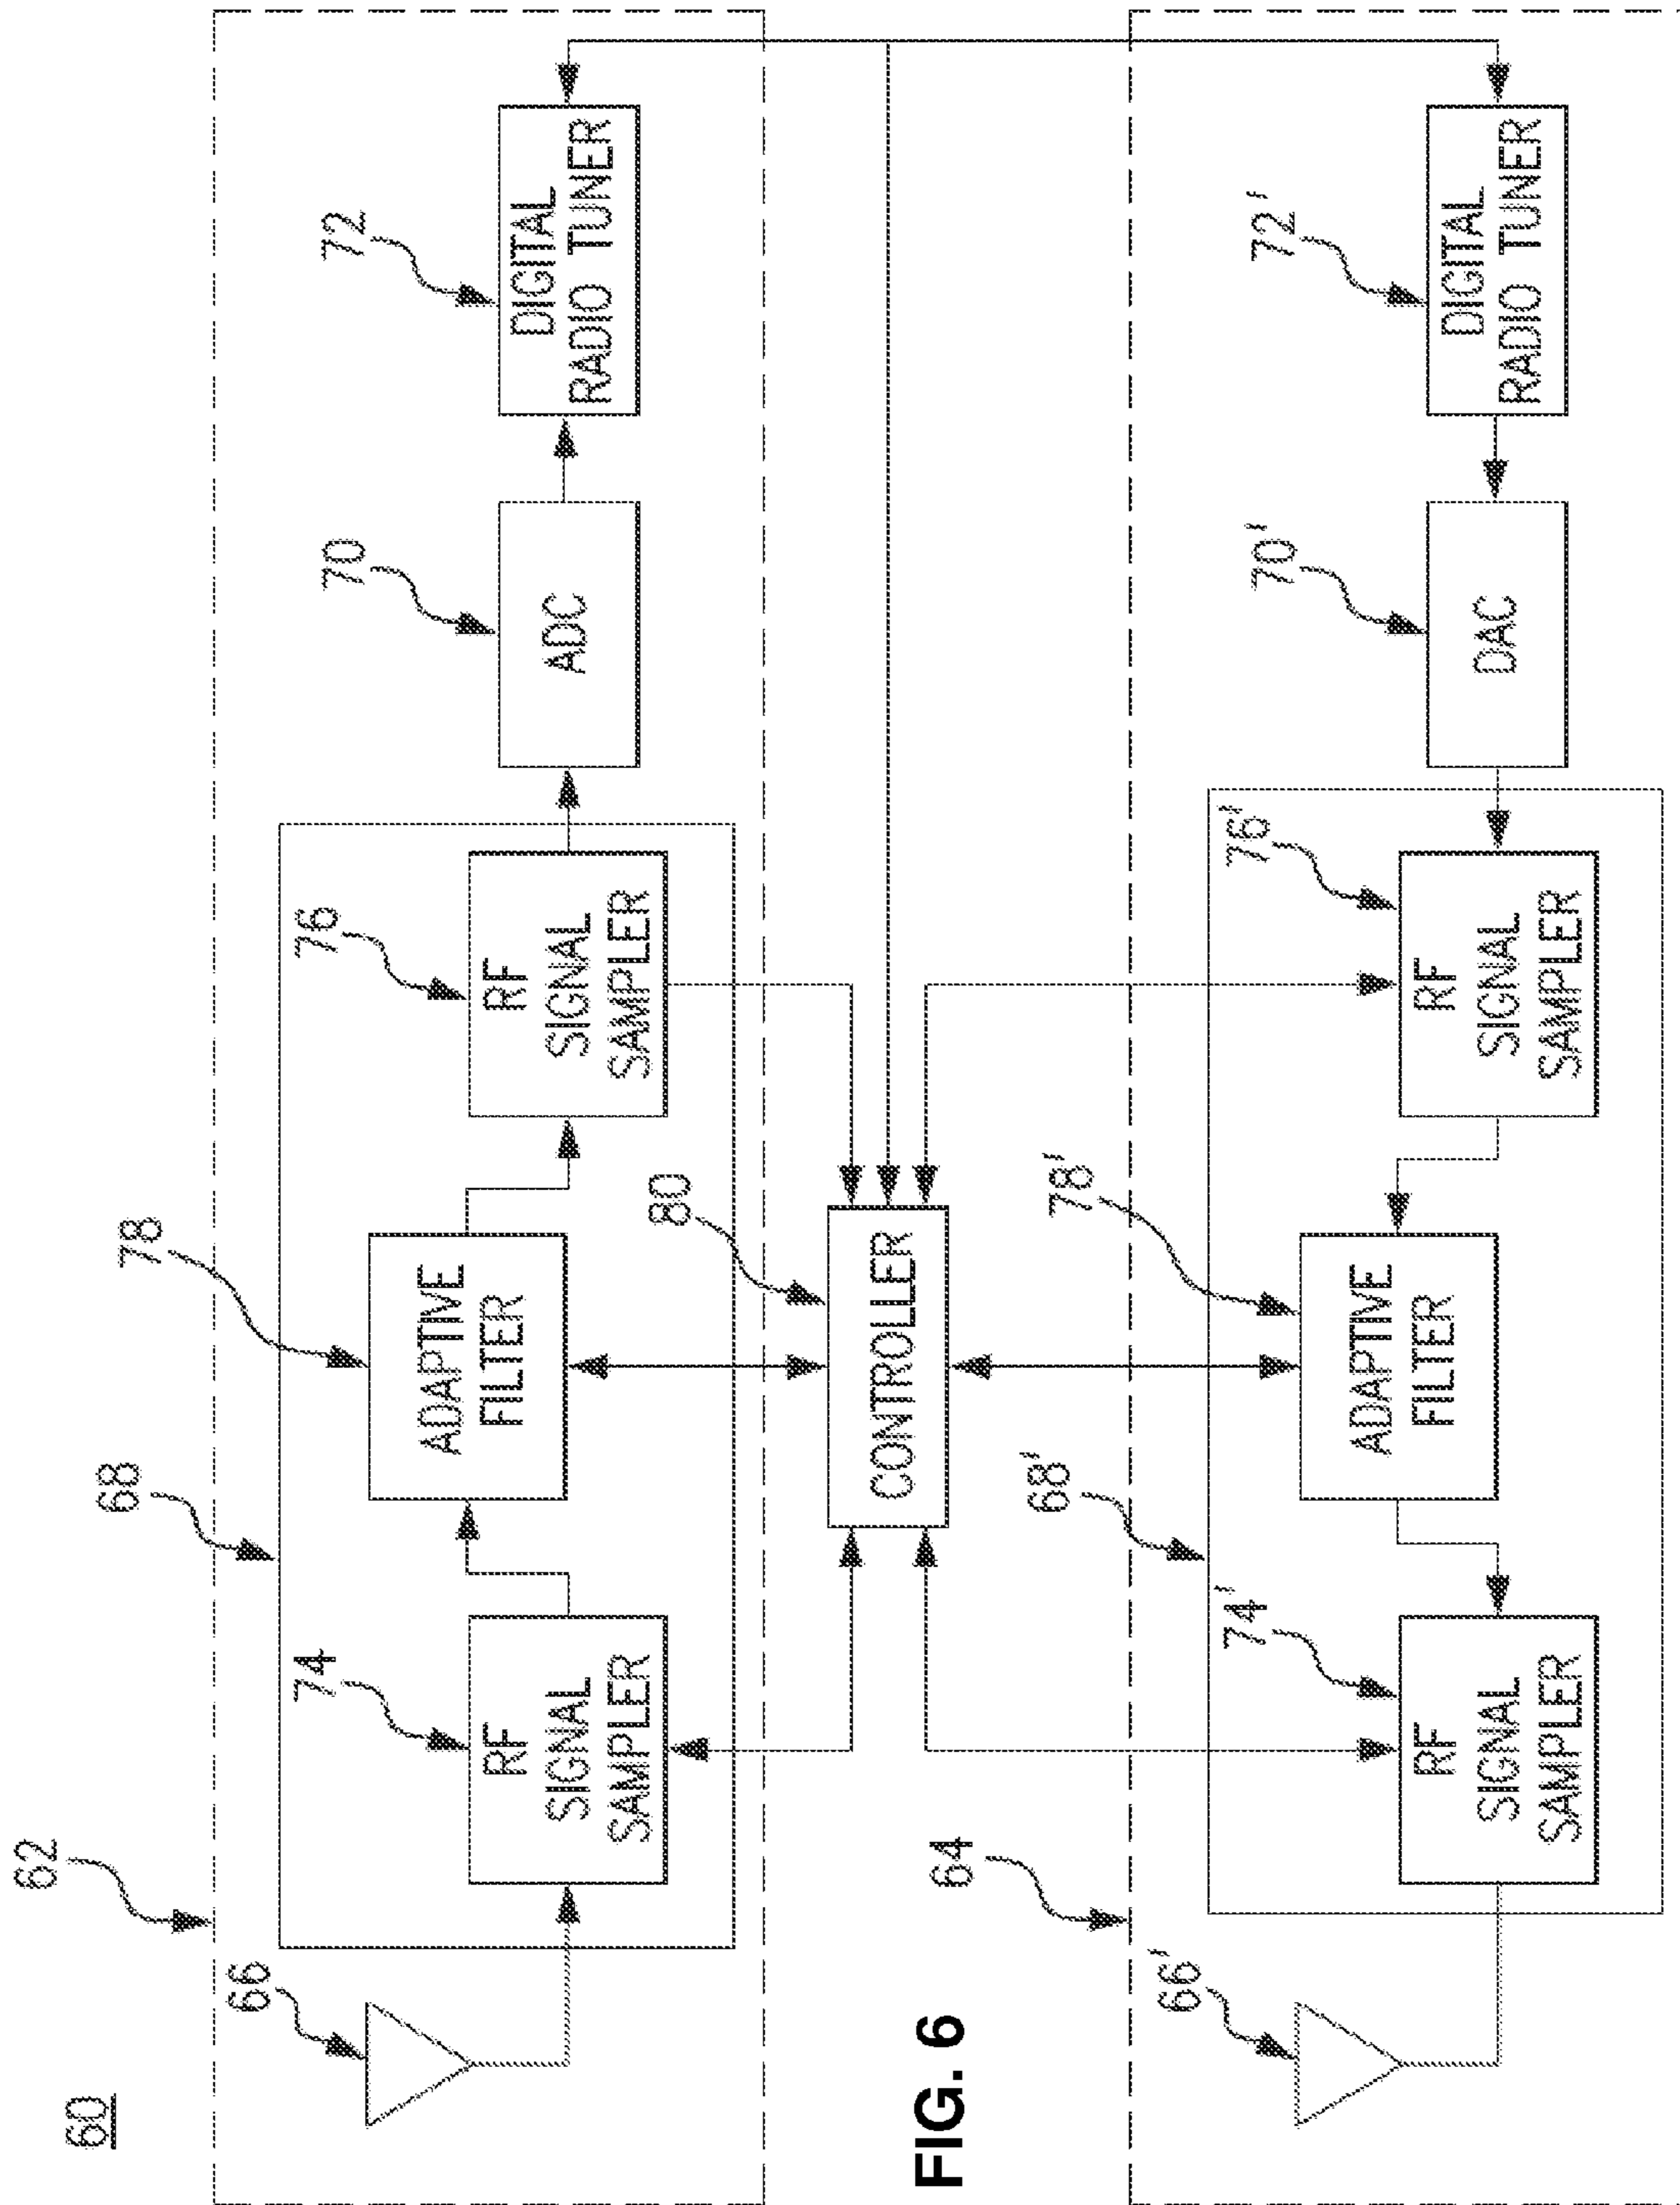 60
62
66
68
74
RF
SIGNAL
SAMPLER
78
ADAPTIVE
FILTER
76
RF
SIGNAL
SAMPLER
70
ADC
72
DIGITAL
RADIO TUNER
80
CONTROLLER
FIG. 6
64
66'
68'
74'
RF
SIGNAL
SAMPLER
78'
ADAPTIVE
FILTER
76'
RF
SIGNAL
SAMPLER
70'
DAC
72'
DIGITAL
RADIO TUNER